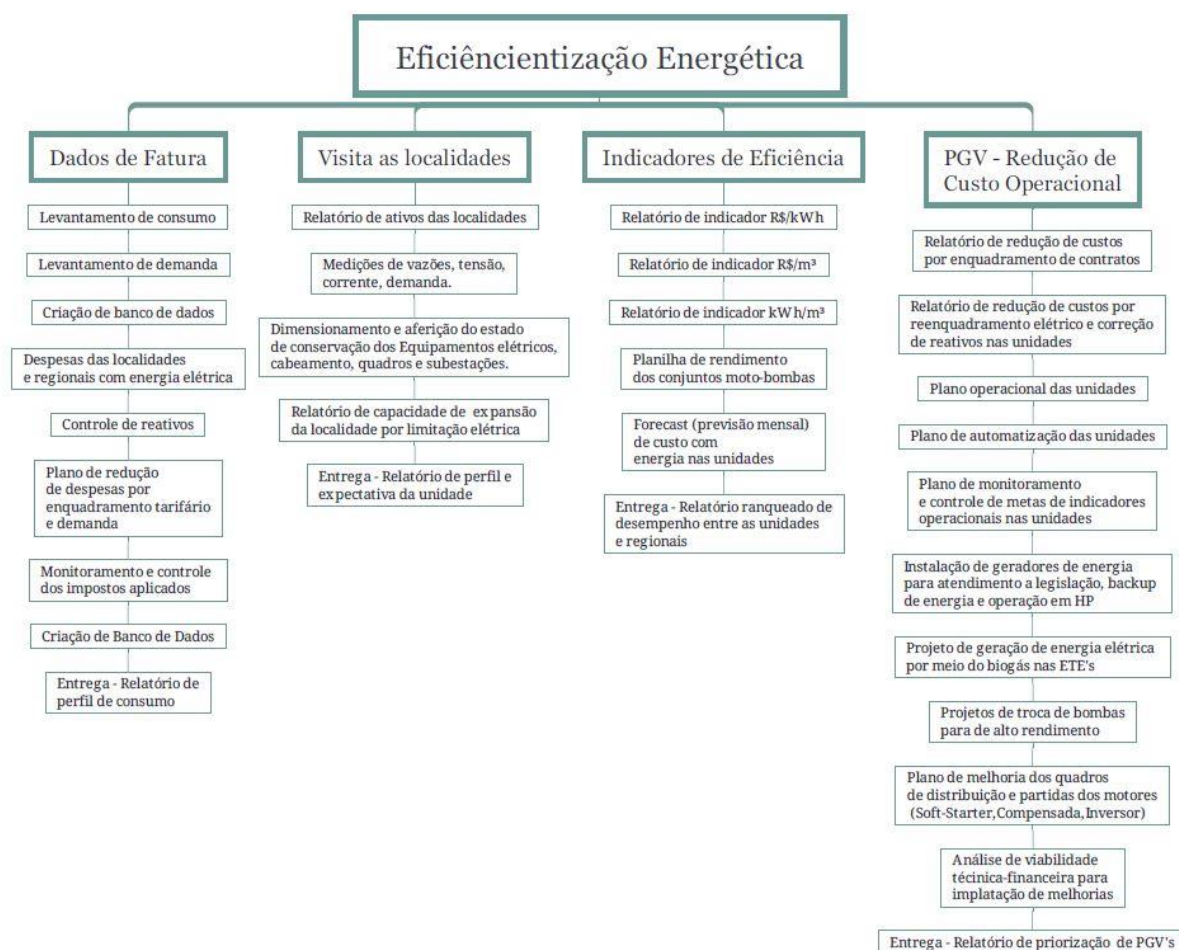 Eficiêncientização Energética
Dados de Fatura
Levantamento de consumo
Levantamento de demanda
Criação de banco de dados
Despesas das localidades
e regionais com energia elétrica
Controle de reativos
Plano de redução
de despesas por
enquadramento tarifário
e demanda
Monitoramento e controle
dos impostos aplicados
Criação de Banco de Dados
Entrega - Relatório de
perfil de consumo
Visita as localidades
Relatório de ativos das localidades
Medições de vazões, tensão,
corrente, demanda.
Dimensionamento e aferição do estado
de conservação dos Equipamentos elétricos,
cabeamento, quadros e subestações.
Relatório de capacidade de expansão
da localidade por limitação elétrica
Entrega - Relatório de perfil e
expectativa da unidade
Indicadores de Eficiência
Relatório de indicador R$/kWh
Relatório de indicador R$/m³
Relatório de indicador kWh/m³
Planilha de rendimento
dos conjuntos moto-bombas
Forecast (previsão mensal)
de custo com
energia nas unidades
Entrega - Relatório ranqueado de
desempenho entre as unidades
e regionais
PGV - Redução de
Custo Operacional
Relatório de redução de custos
por enquadramento de contratos
Relatório de redução de custos por
reenquadramento elétrico e correção
de reativos nas unidades
Plano operacional das unidades
Plano de automatização das unidades
Plano de monitoramento
e controle de metas de indicadores
operacionais nas unidades
Instalação de geradores de energia
para atendimento a legislação, backup
de energia e operação em HP
Projeto de geração de energia elétrica
por meio do biogás nas ETE's
Projetos de troca de bombas
para de alto rendimento
Plano de melhoria dos quadros
de distribuição e partidas dos motores
(Soft-Starter,Compensada,Inversor)
Análise de viabilidade
técinica-financeira para
implatação de melhorias
Entrega - Relatório de priorização de PGV's